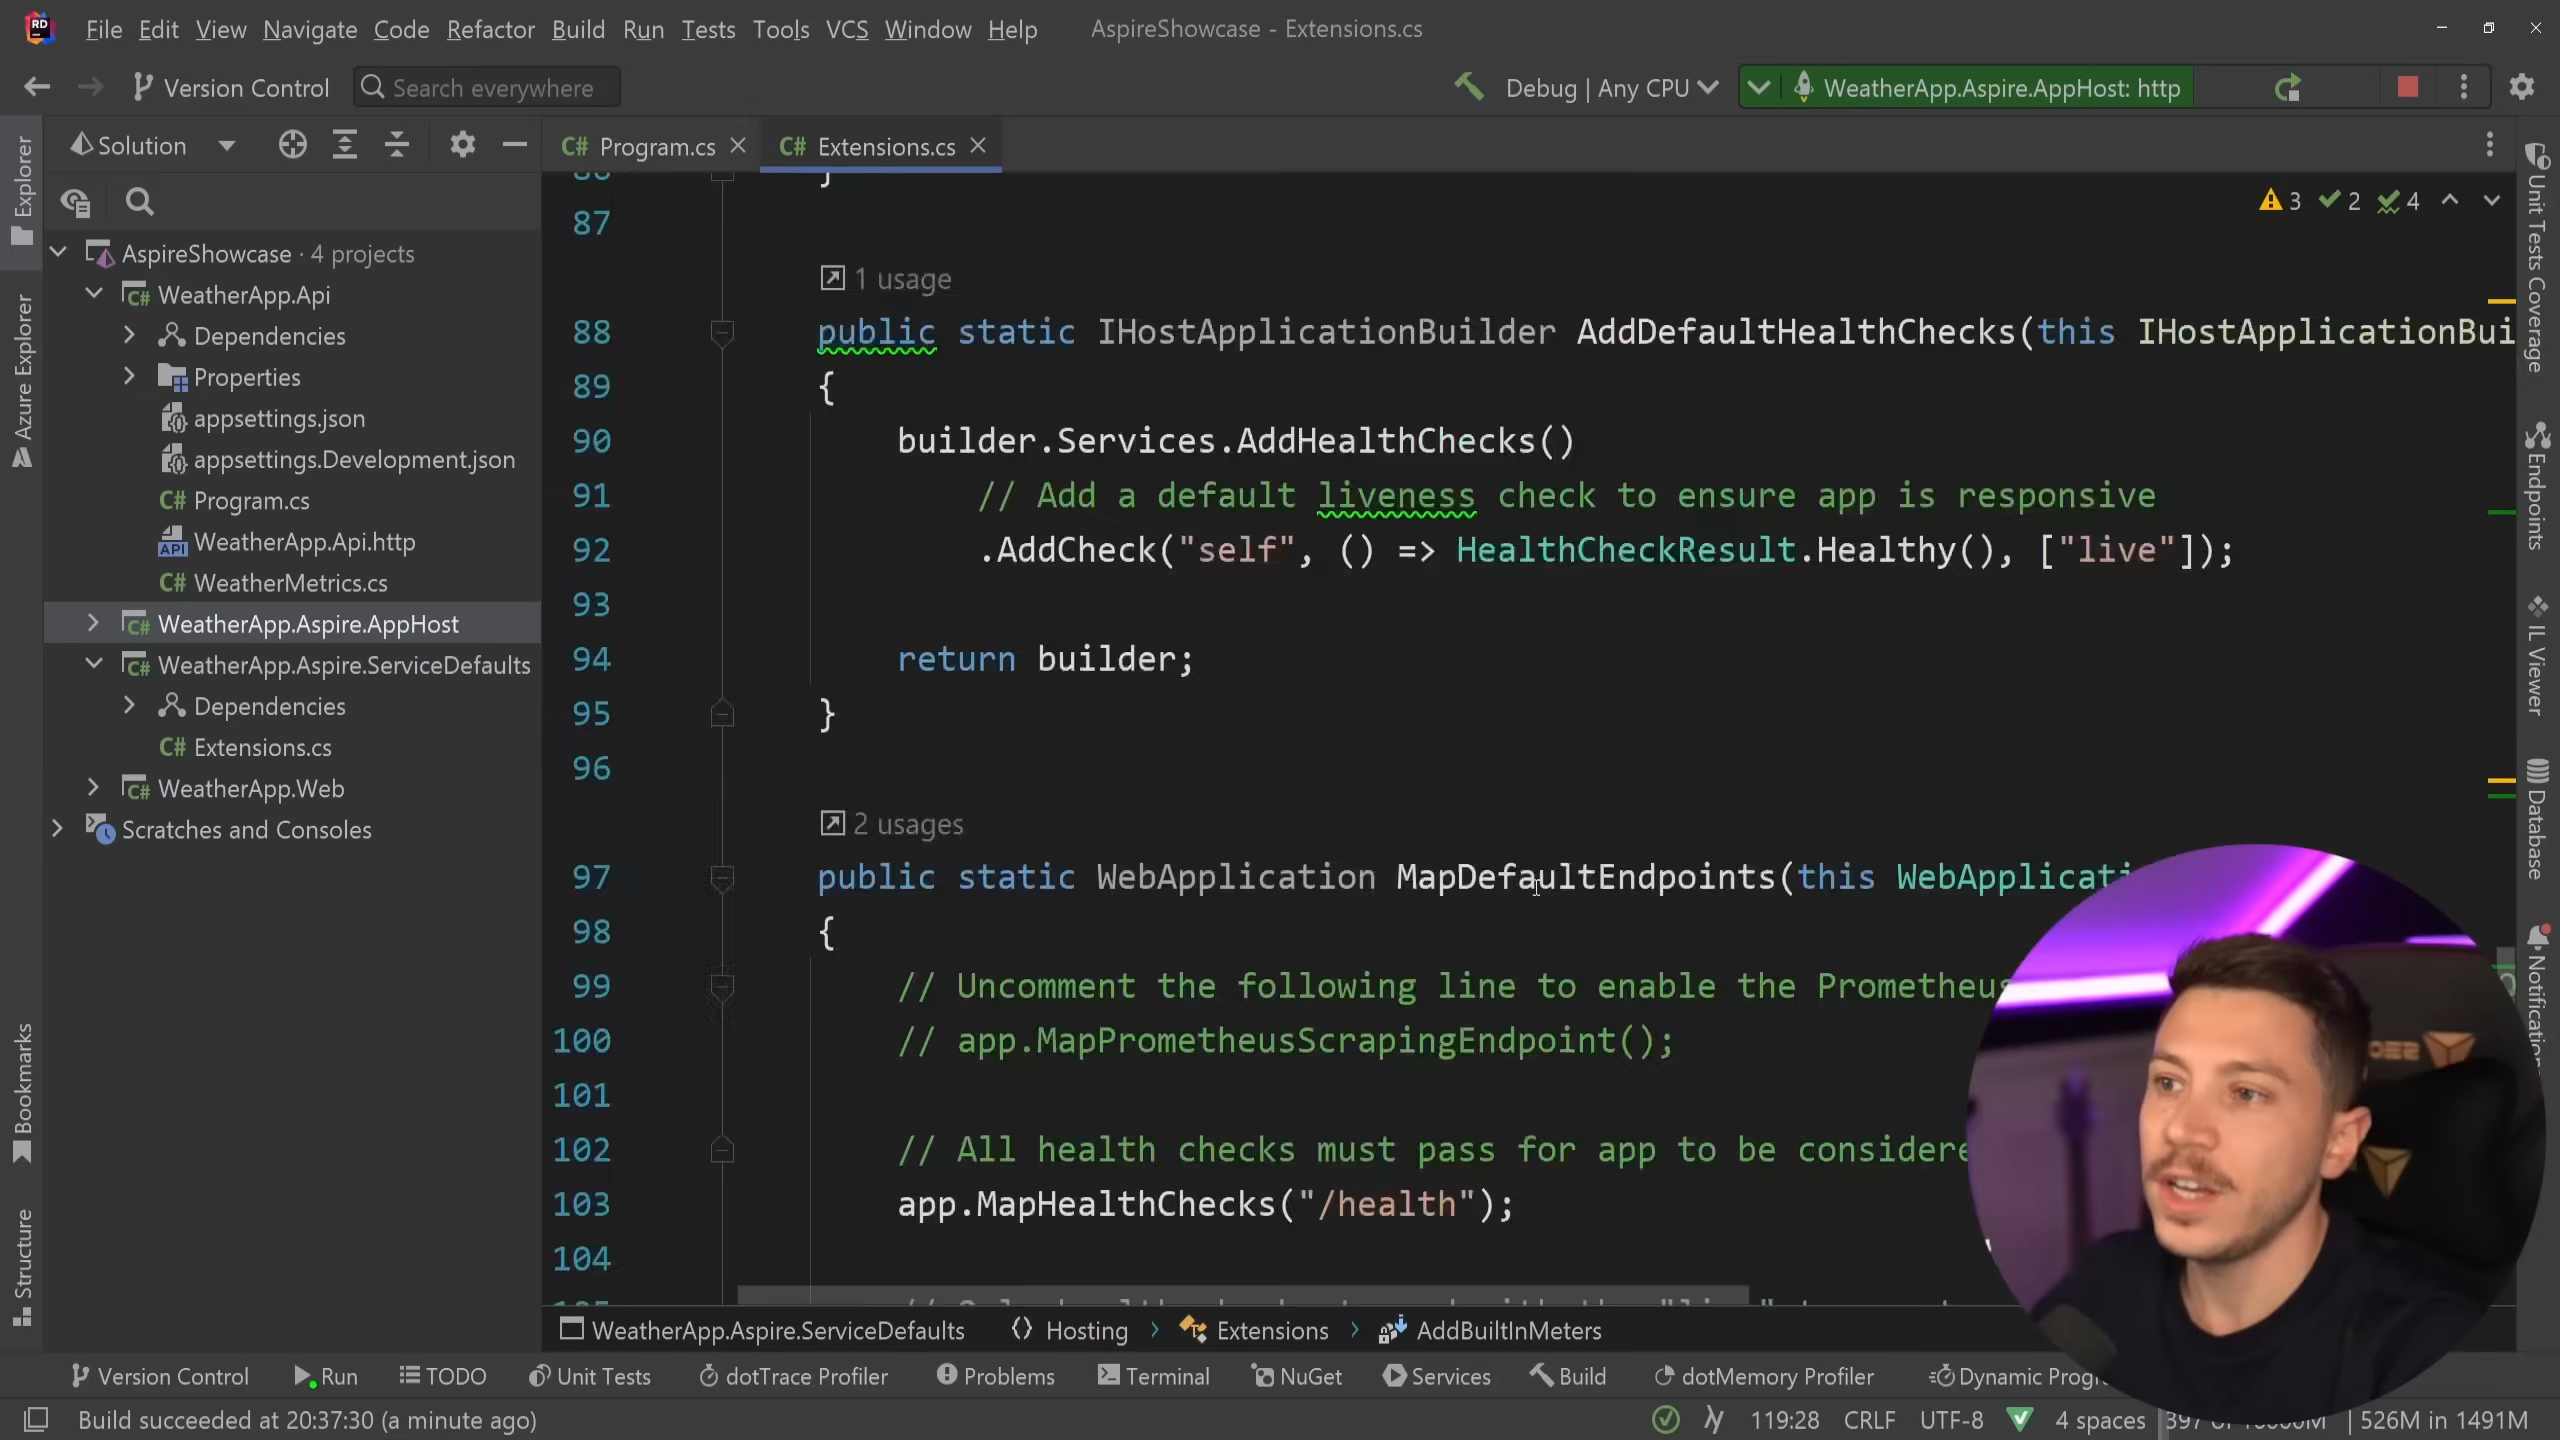 File Edit View Navigate Code Refactor Build Run Tests Tools VCS Window Help AspireShowcase - Extensions.cs
Version Control Search everywhere Debug | Any CPU WeatherApp.Aspire.AppHost: http
Solution
Program.cs Extensions.cs
Explorer
Azure Explorer
Bookmarks
Structure
AspireShowcase · 4 projects
WeatherApp.Api
Dependencies
Properties
appsettings.json
appsettings.Development.json
C# Program.cs
API WeatherApp.Api.http
C# WeatherMetrics.cs
WeatherApp.Aspire.AppHost
WeatherApp.Aspire.ServiceDefaults
Dependencies
C# Extensions.cs
WeatherApp.Web
Scratches and Consoles
3 2 4
86 }
87
1 usage
88 public static IHostApplicationBuilder AddDefaultHealthChecks(this IHostApplicationBui
89 {
90 builder.Services.AddHealthChecks()
91 // Add a default liveness check to ensure app is responsive
92 .AddCheck("self", () => HealthCheckResult.Healthy(), ["live"]);
93
94 return builder;
95 }
96
2 usages
97 public static WebApplication MapDefaultEndpoints(this WebApplicati
98 {
99 // Uncomment the following line to enable the Prometheus
100 // app.MapPrometheusScrapingEndpoint();
101
102 // All health checks must pass for app to be considere
103 app.MapHealthChecks("/health");
104
Unit Tests Coverage
Endpoints
IL Viewer
Database
Notification
WeatherApp.Aspire.ServiceDefaults Hosting Extensions AddBuiltInMeters
Version Control Run TODO Unit Tests dotTrace Profiler Problems Terminal NuGet Services Build dotMemory Profiler Dynamic Progr
Build succeeded at 20:37:30 (a minute ago) 119:28 CRLF UTF-8 4 spaces 526M in 1491M